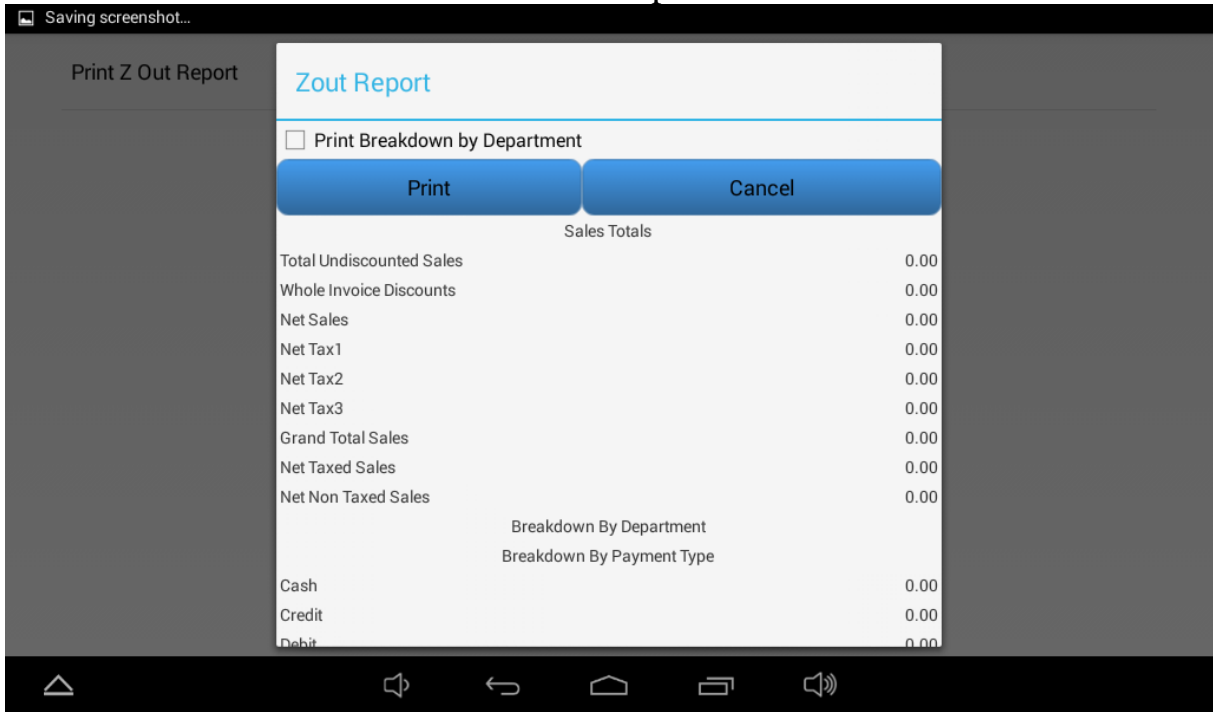 Saving screenshot...
Print Z Out Report
Zout Report
Print Breakdown by Department
Print Cancel
Sales Totals
Total Undiscounted Sales 0.00
Whole Invoice Discounts 0.00
Net Sales 0.00
Net Tax1 0.00
Net Tax2 0.00
Net Tax3 0.00
Grand Total Sales 0.00
Net Taxed Sales 0.00
Net Non Taxed Sales 0.00
Breakdown By Department
Breakdown By Payment Type
Cash 0.00
Credit 0.00
Debit 0.00